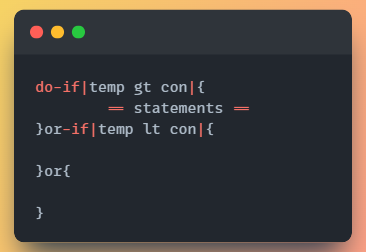 do-if|temp gt con|{
== statements ==
}or-if|temp lt con|{
}or{
}